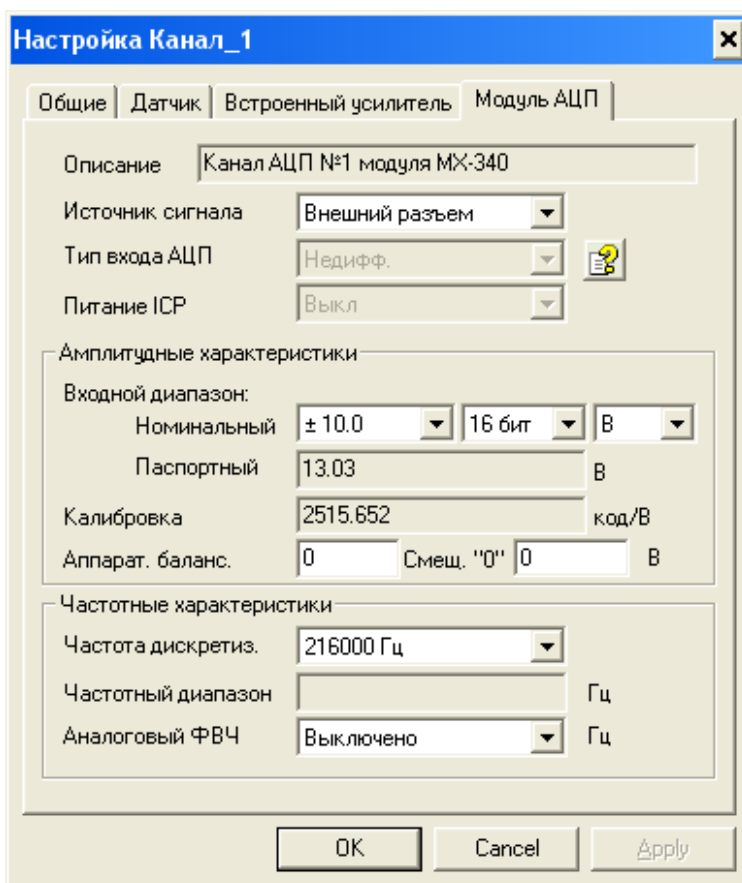 Настройка Канал_1
Общие Датчик Встроенный усилитель Модуль АЦП
Описание Канал АЦП №1 модуля MX-340
Источник сигнала Внешний разъем
Тип входа АЦП Недифф.
Питание ICP Выкл
Амплитудные характеристики
Входной диапазон:
Номинальный ± 10.0 16 бит В
Паспортный 13.03 В
Калибровка 2515.652 код/В
Аппарат. баланс. 0 Смещ. "0" 0 В
Частотные характеристики
Частота дискретиз. 216000 Гц
Частотный диапазон Гц
Аналоговый ФВЧ Выключено Гц
OK Cancel Apply